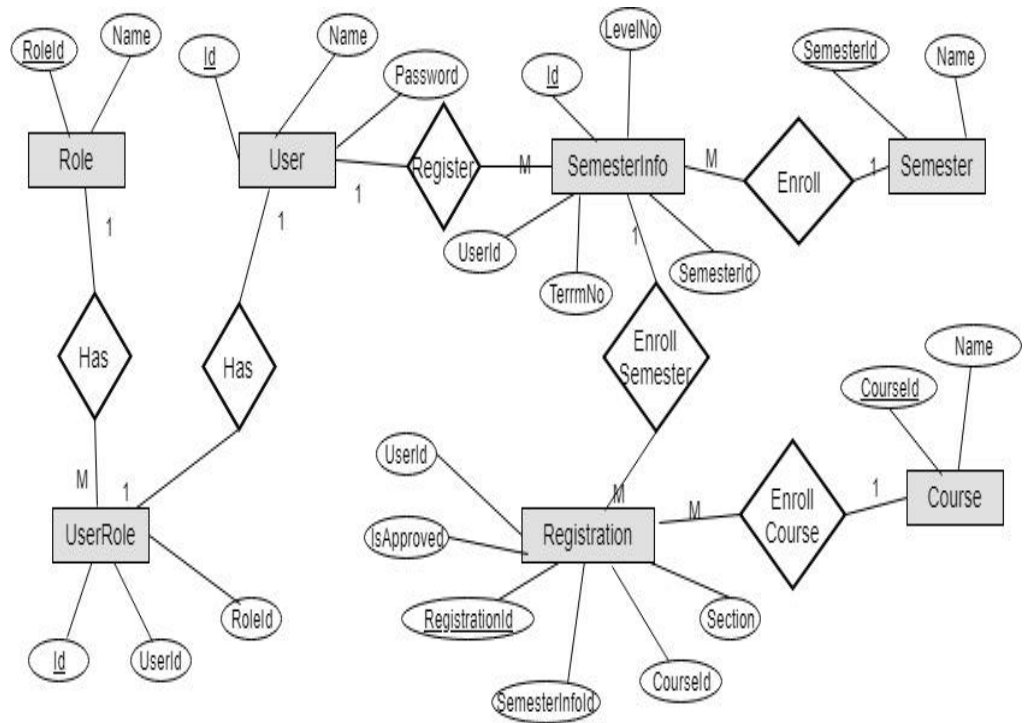 RoleId
Name
Id
Name
Password
LevelNo
Id
SemesterId
Name
Role
User
Register
SemesterInfo
Enroll
Semester
1
M
M
1
1
1
1
UserId
TerrmNo
SemesterId
Has
Has
Enroll
Semester
Name
CourseId
M
1
UserId
M
M
Enroll
Course
1
Course
UserRole
IsApproved
Registration
RoleId
RegistrationId
Section
Id
UserId
CourseId
SemesterInfoId